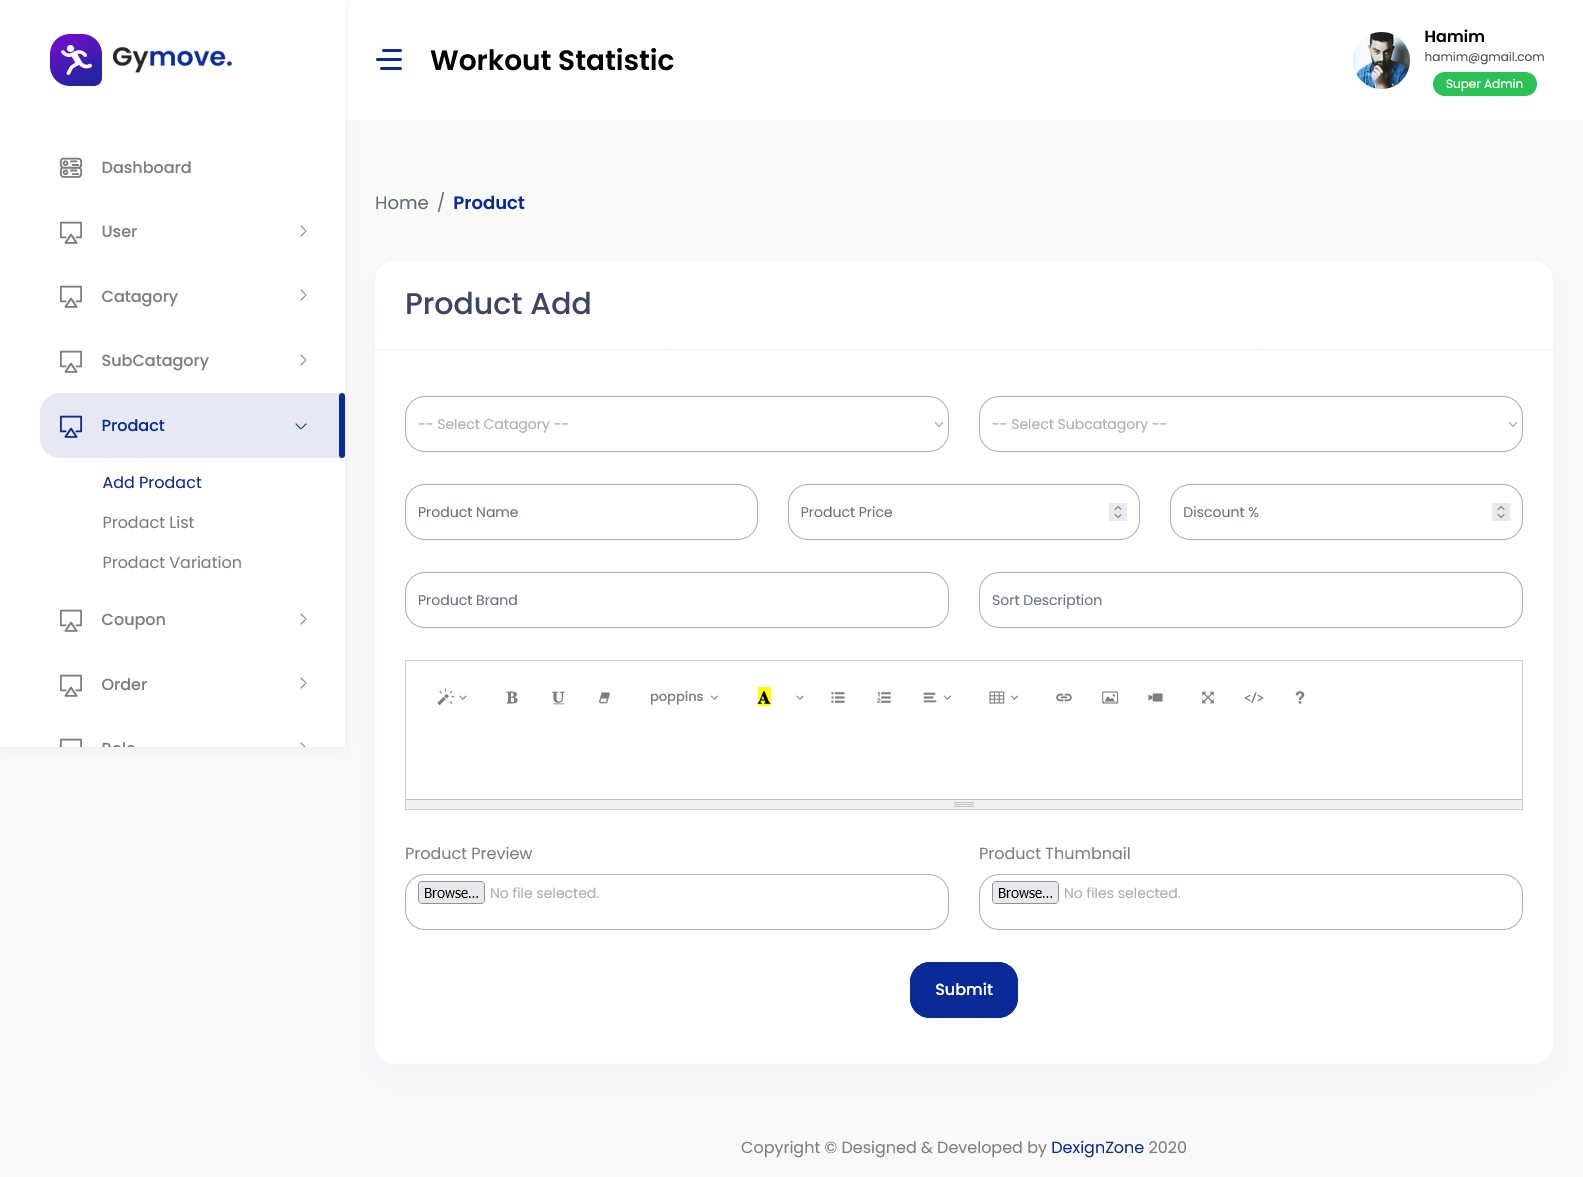 Gymove.
Workout Statistic
Hamim
hamim@gmail.com
Super Admin
Dashboard
User
Catagory
SubCatagory
Prodact
Add Prodact
Prodact List
Prodact Variation
Coupon
Order
Role
Home / Product
Product Add
-- Select Catagory --
-- Select Subcatagory --
Product Name
Product Price
Discount %
Product Brand
Sort Description
B U poppins A </> ?
Product Preview
Product Thumbnail
Browse... No file selected.
Browse... No files selected.
Submit
Copyright © Designed & Developed by DexignZone 2020